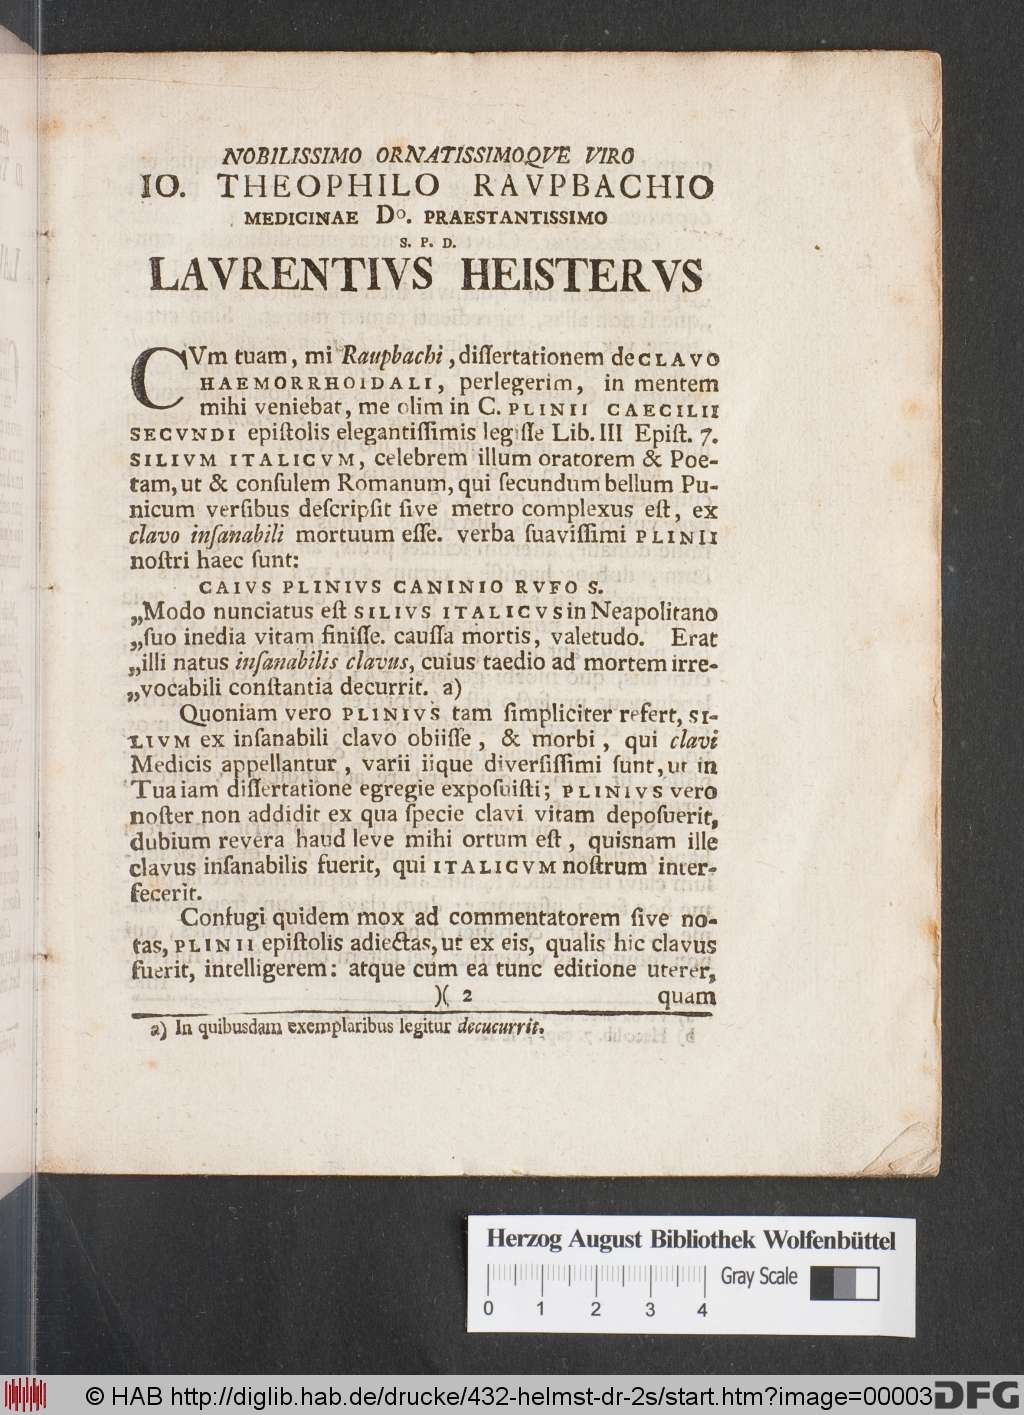 NOBILISSIMO ORNATISSIMOQVE VIRO
IO. THEOPHILO RAVPBACHIO
MEDICINAE Do. PRAESTANTISSIMO
S. P. D.
LAVRENTIVS HEISTERVS
CVm tuam, mi Raupbachi, dissertationem de CLAVO
HAEMORRHOIDALI, perlegerim, in mentem
mihi veniebat, me olim in C. PLINII CAECILII
SECVNDI epistolis elegantissimis legisse Lib. III Epist. 7.
SILIVM ITALICVM, celebrem illum oratorem & Poe-
tam, ut & consulem Romanum, qui secundum bellum Pu-
nicum versibus descripsit sive metro complexus est, ex
clavo insanabili mortuum esse. verba suavissimi PLINII
nostri haec sunt:
CAIVS PLINIVS CANINIO RVFO S.
„Modo nunciatus est SILIVS ITALICVS in Neapolitano
„suo inedia vitam finisse. caussa mortis, valetudo. Erat
„illi natus insanabilis clavus, cuius taedio ad mortem irre-
„vocabili constantia decurrit. a)
Quoniam vero PLINIVS tam simpliciter refert, SI-
LIVM ex insanabili clavo obiisse, & morbi, qui clavi
Medicis appellantur, varii iique diversissimi sunt, ut in
Tua iam dissertatione egregie exposuisti; PLINIVS vero
noster non addidit ex qua specie clavi vitam deposuerit,
dubium revera haud leve mihi ortum est, quisnam ille
clavus insanabilis fuerit, qui ITALICVM nostrum inter-
fecerit.
Confugi quidem mox ad commentatorem sive no-
tas, PLINII epistolis adiectas, ut ex eis, qualis hic clavus
fuerit, intelligerem: atque cum ea tunc editione uterer,
)( 2 quam
a) In quibusdam exemplaribus legitur decucurrit.
Herzog August Bibliothek Wolfenbüttel
Gray Scale
0 1 2 3 4
© HAB http://diglib.hab.de/drucke/432-helmst-dr-2s/start.htm?image=00003
DFG